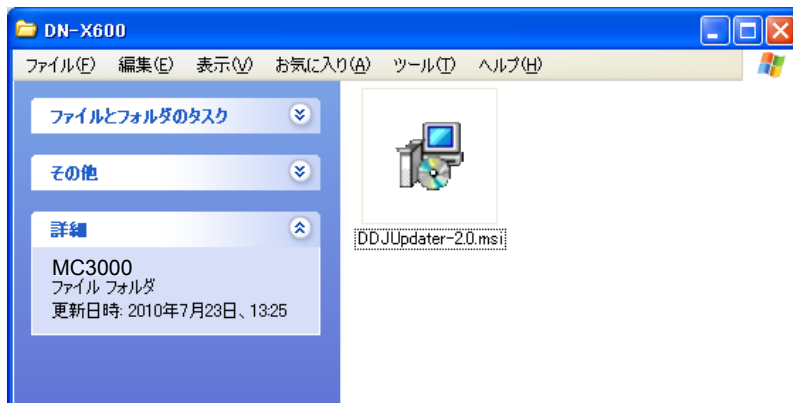 DN-X600
ファイル(F) 編集(E) 表示(V) お気に入り(A) ツール(T) ヘルプ(H)
ファイルとフォルダのタスク
その他
詳細
MC3000
ファイル フォルダ
更新日時: 2010年7月23日、13:25
DDJUpdater-2.0.msi